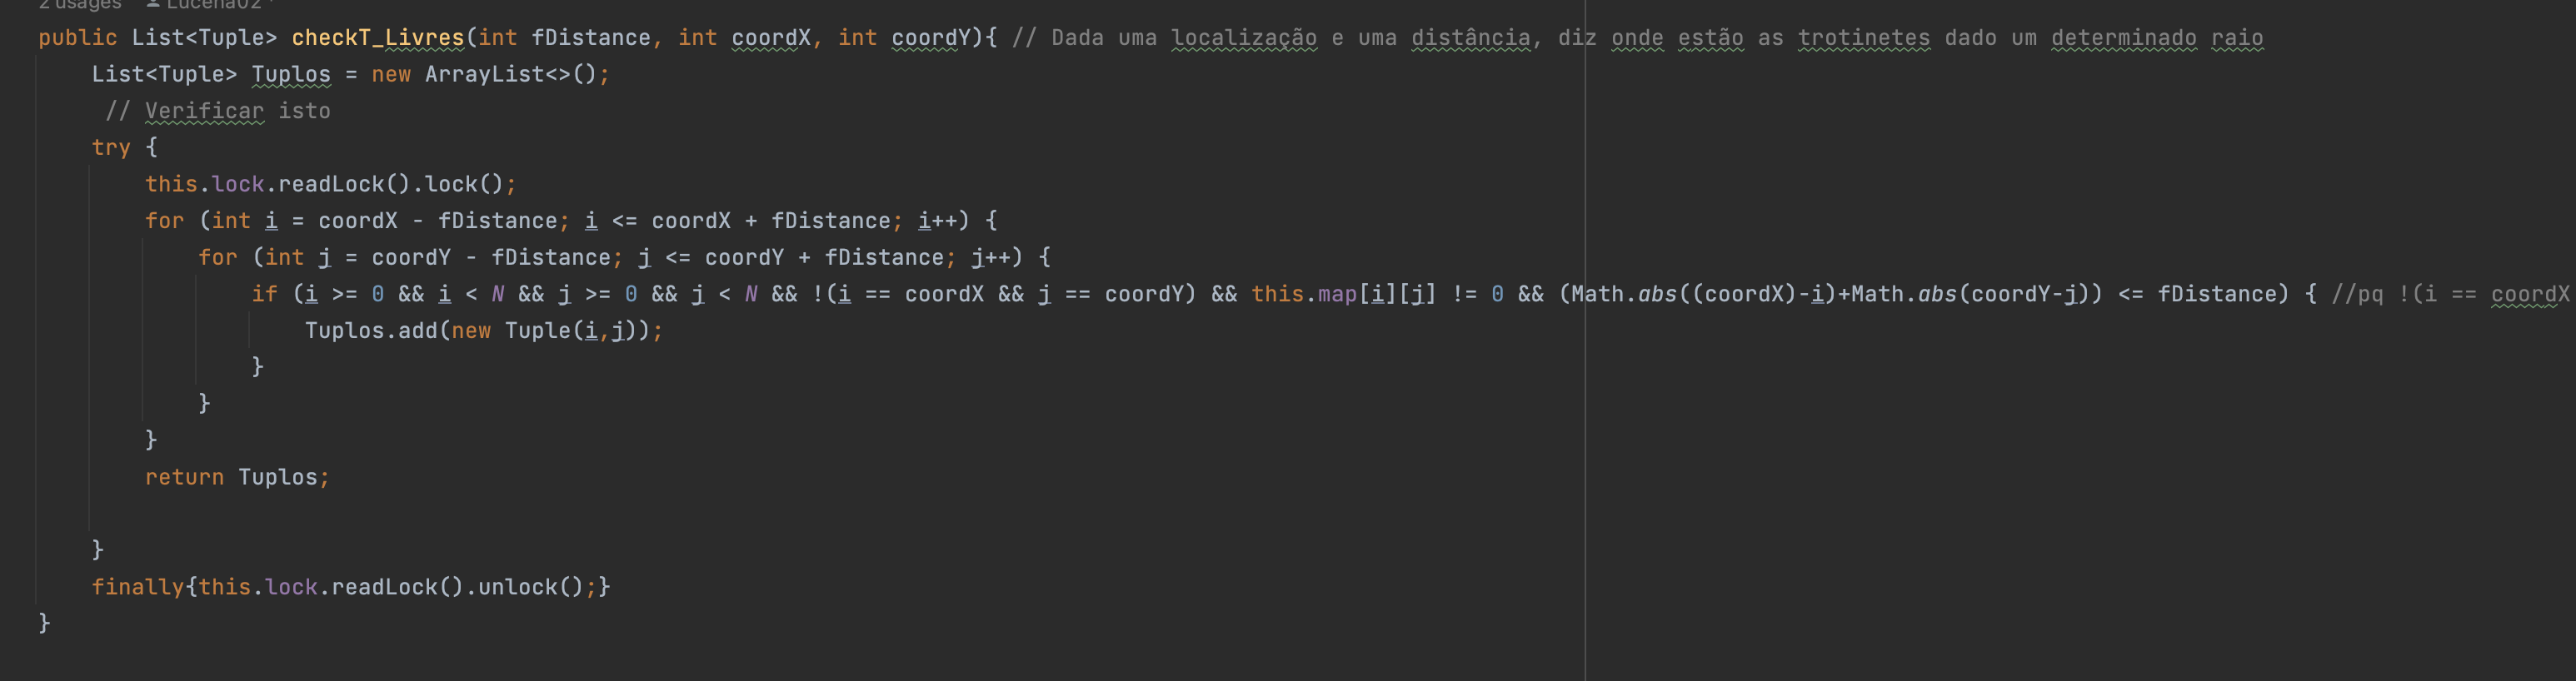 2 usages Lucena02 *
public List<Tuple> checkT_Livres(int fDistance, int coordX, int coordY){ // Dada uma localização e uma distância, diz onde estão as trotinetes dado um determinado raio
List<Tuple> Tuplos = new ArrayList<>();
// Verificar isto
try {
this.lock.readLock().lock();
for (int i = coordX - fDistance; i <= coordX + fDistance; i++) {
for (int j = coordY - fDistance; j <= coordY + fDistance; j++) {
if (i >= 0 && i < N && j >= 0 && j < N && !(i == coordX && j == coordY) && this.map[i][j] != 0 && (Math.abs((coordX)-i)+Math.abs(coordY-j)) <= fDistance) { //pq !(i == coordX
Tuplos.add(new Tuple(i,j));
}
}
}
return Tuplos;
}
finally{this.lock.readLock().unlock();}
}